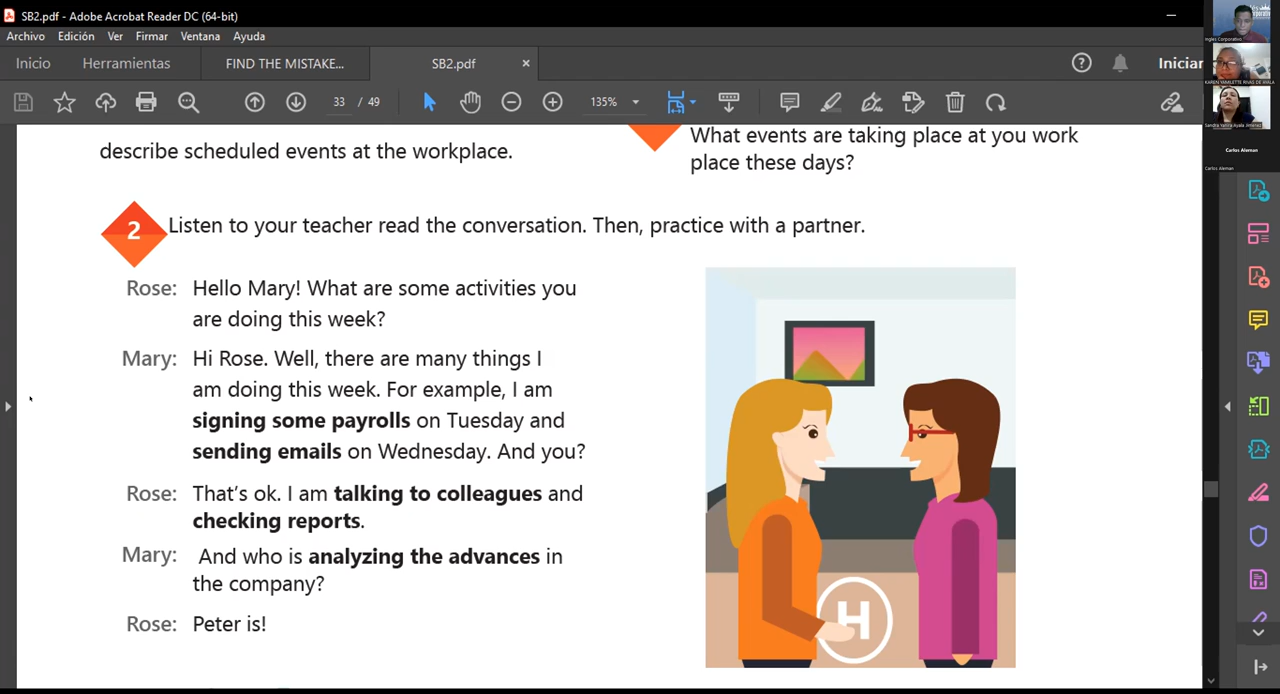 SB2.pdf - Adobe Acrobat Reader DC (64-bit)
Archivo Edición Ver Firmar Ventana Ayuda
Inicio Herramientas FIND THE MISTAKE... SB2.pdf × Iniciar
33 / 49 135%
describe scheduled events at the workplace.
What events are taking place at you work
place these days?
2 Listen to your teacher read the conversation. Then, practice with a partner.
Rose: Hello Mary! What are some activities you
are doing this week?
Mary: Hi Rose. Well, there are many things I
am doing this week. For example, I am
signing some payrolls on Tuesday and
sending emails on Wednesday. And you?
Rose: That's ok. I am talking to colleagues and
checking reports.
Mary: And who is analyzing the advances in
the company?
Rose: Peter is!
H
Ingles Corporativo
Carlos Aleman
Carlos Aleman